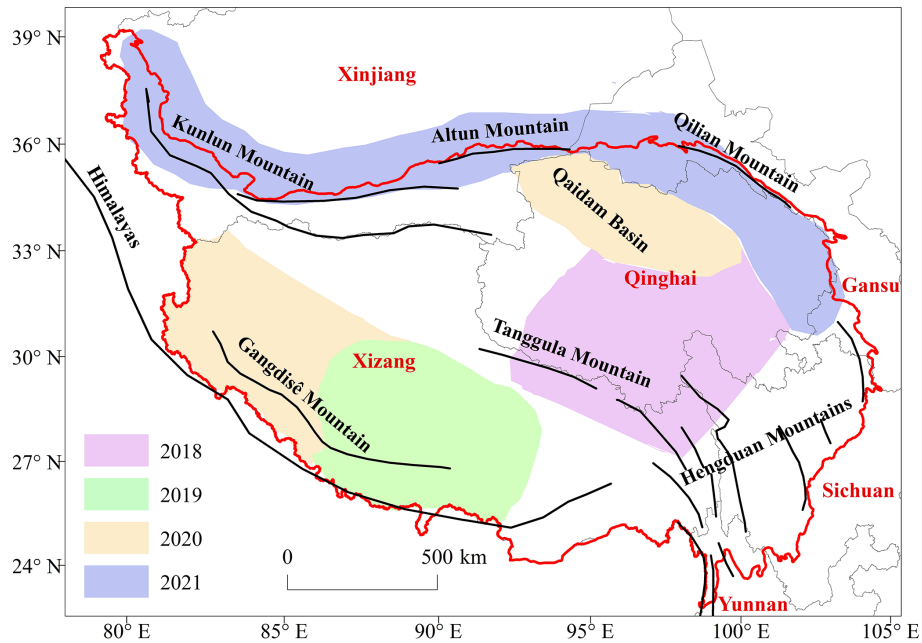 39° N
36° N
33° N
30° N
27° N
24° N
Xinjiang
Altun Mountain
Qilian Mountain
Kunlun Mountain
Himalayas
Qaidam Basin
Qinghai
Gansu
Tanggula Mountain
Xizang
Gangdisê Mountain
Hengduan Mountains
Sichuan
Yunnan
2018
2019
2020
2021
0 500 km
80° E 85° E 90° E 95° E 100° E 105° E